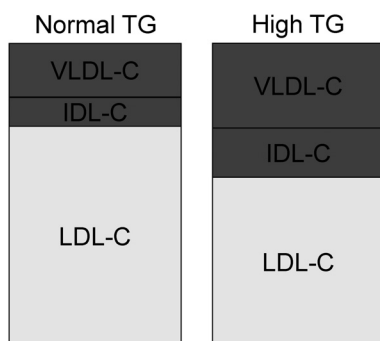 Normal TG
VLDL-C
IDL-C
LDL-C
High TG
VLDL-C
IDL-C
LDL-C